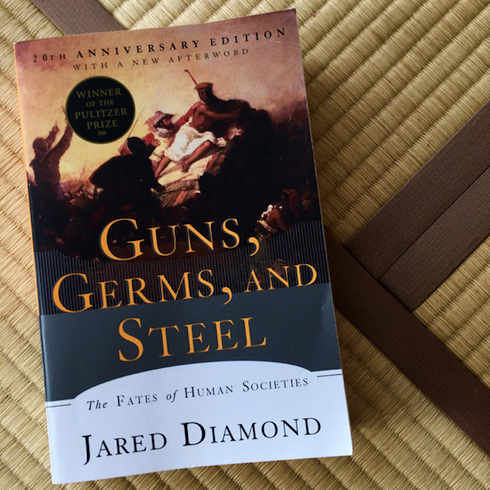 20TH ANNIVERSARY EDITION
WITH A NEW AFTERWORD
WINNER
OF THE
PULITZER
PRIZE
GUNS,
GERMS, AND
STEEL
The FATES of HUMAN SOCIETIES
JARED DIAMOND